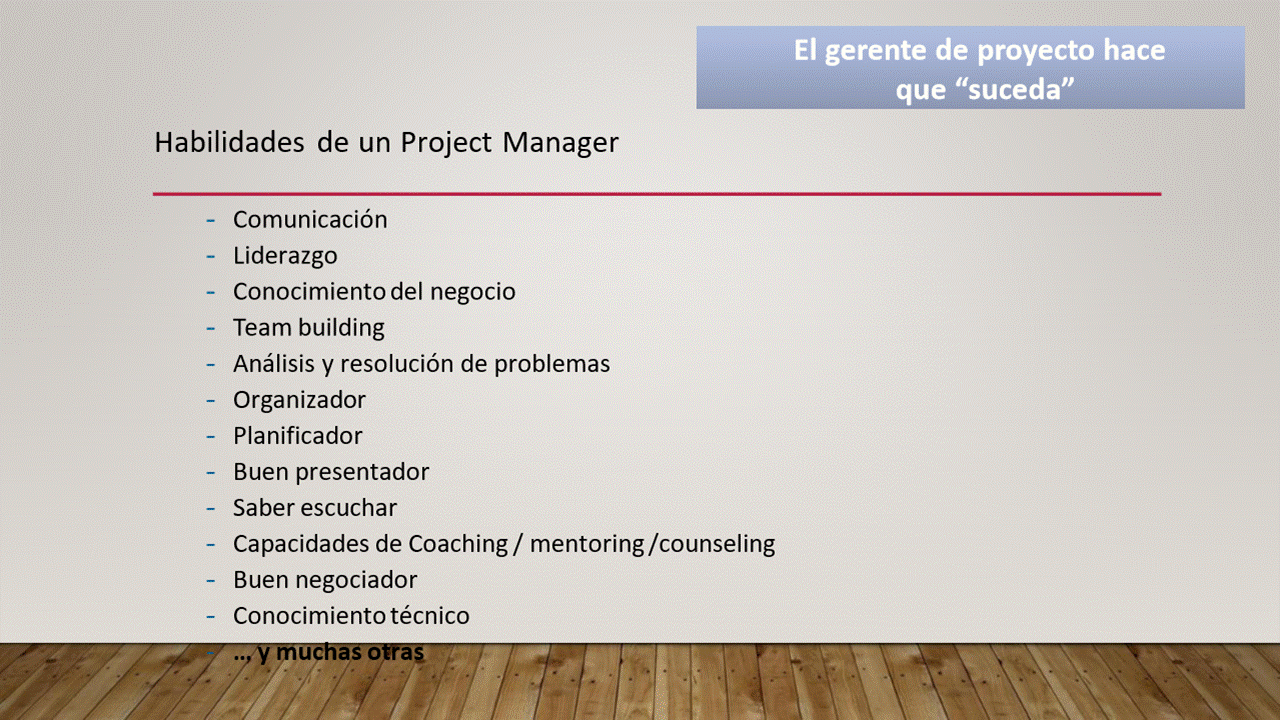 El gerente de proyecto hace
que “suceda”
Habilidades de un Project Manager
- Comunicación
- Liderazgo
- Conocimiento del negocio
- Team building
- Análisis y resolución de problemas
- Organizador
- Planificador
- Buen presentador
- Saber escuchar
- Capacidades de Coaching / mentoring /counseling
- Buen negociador
- Conocimiento técnico
- ... y muchas otras